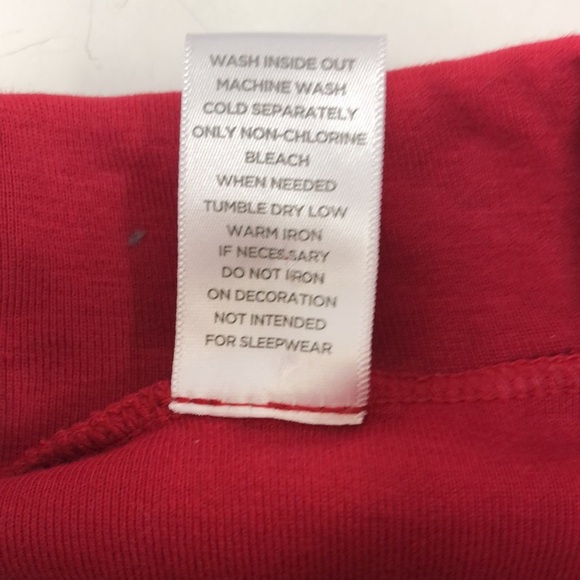 WASH INSIDE OUT
MACHINE WASH
COLD SEPARATELY
ONLY NON-CHLORINE
BLEACH
WHEN NEEDED
TUMBLE DRY LOW
WARM IRON
IF NECESSARY
DO NOT IRON
ON DECORATION
NOT INTENDED
FOR SLEEPWEAR